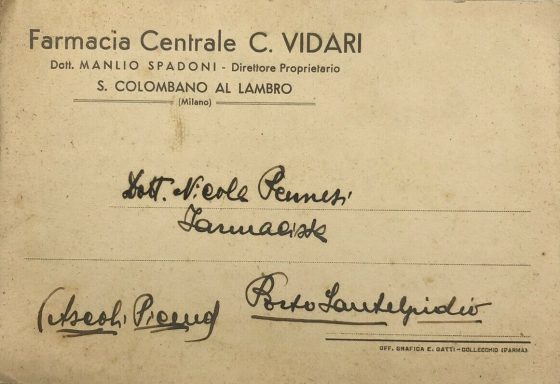 Farmacia Centrale C. VIDARI
Dott. MANLIO SPADONI - Direttore Proprietario
S. COLOMBANO AL LAMBRO
(Milano)
Dott. Nicola Pennesi
Farmacista
(Ascoli Piceno) Porto Santelpidio
OFF. GRAFICA E. GATTI - COLLECCHIO (PARMA)